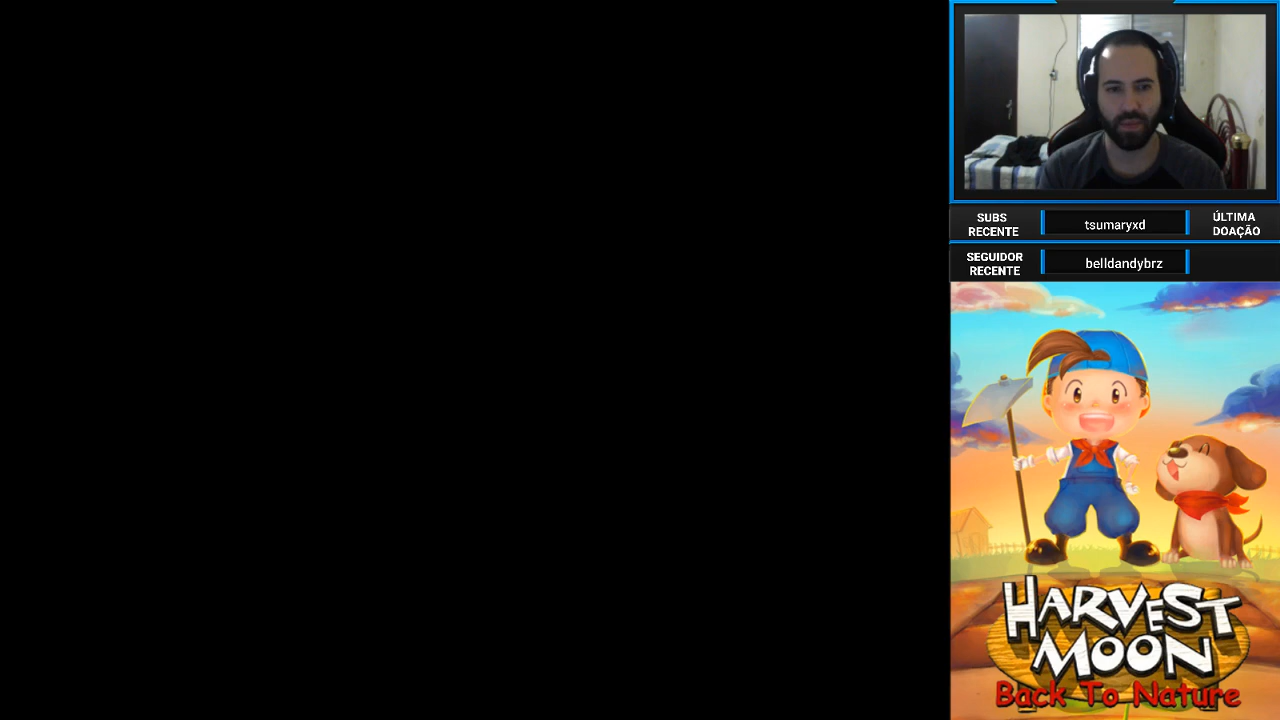 SUBS
RECENTE
tsumaryxd
ÚLTIMA
DOAÇÃO
SEGUIDOR
RECENTE
belldandybrz
HARVEST
MOON
Back To Nature